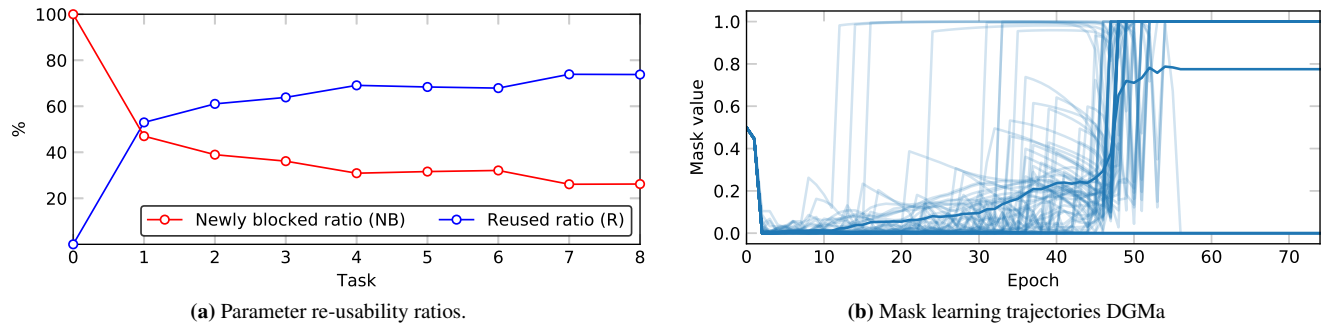 100
80
60
40
20
%
0 1 2 3 4 5 6 7 8
Task
Newly blocked ratio (NB) Reused ratio (R)
(a) Parameter re-usability ratios.
1.0
0.8
0.6
0.4
0.2
0.0
Mask value
0 10 20 30 40 50 60 70
Epoch
(b) Mask learning trajectories DGMa